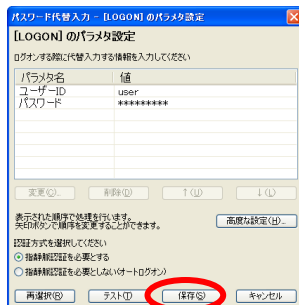 パスワード代替入力 - [LOGON] のパラメタ設定
[LOGON] のパラメタ設定
ログオンする際に代替入力する情報を入力してください
パラメタ名 値
ユーザーID user
パスワード *********
変更(C)... 削除(D) ↑(U) ↓(L)
表示された順序で処理を行います。
矢印ボタンで順序を変更することができます。
高度な設定(H)...
認証方式を選択してください
指静脈認証を必要とする
指静脈認証を必要としない(オートログオン)
再選択(R) テスト(T) 保存(S) キャンセル